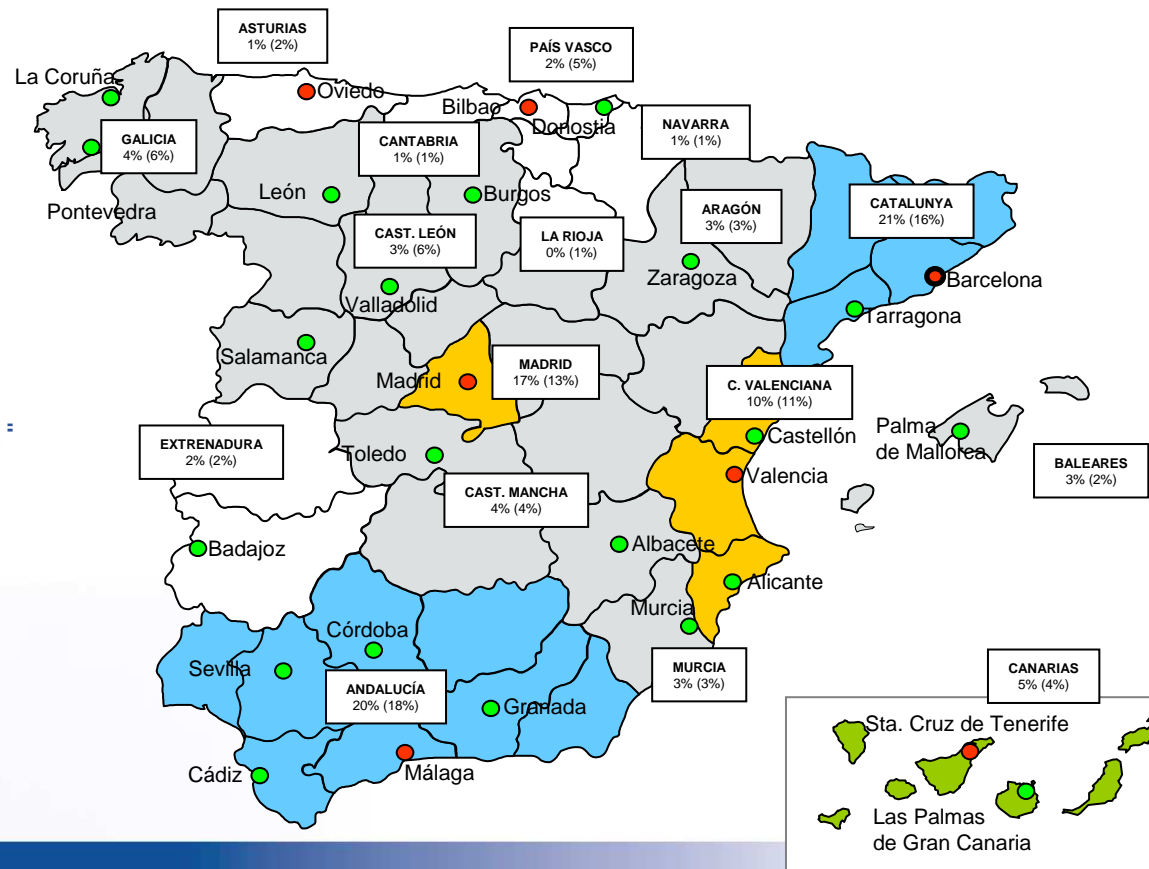 ASTURIAS
1% (2%)
PAÍS VASCO
2% (5%)
La Coruña
Oviedo
Bilbao
Donostia
GALICIA
4% (6%)
CANTABRIA
1% (1%)
NAVARRA
1% (1%)
Pontevedra
León
Burgos
ARAGÓN
3% (3%)
CATALUNYA
21% (16%)
CAST. LEÓN
3% (6%)
LA RIOJA
0% (1%)
Zaragoza
Barcelona
Valladolid
Tarragona
Salamanca
Madrid
MADRID
17% (13%)
C. VALENCIANA
10% (11%)
:
EXTRENADURA
2% (2%)
Toledo
Castellón
Palma
de Mallorca
BALEARES
3% (2%)
CAST. MANCHA
4% (4%)
Valencia
Badajoz
Albacete
Alicante
Murcia
Córdoba
Sevilla
MURCIA
3% (3%)
CANARIAS
5% (4%)
ANDALUCÍA
20% (18%)
Granada
Sta. Cruz de Tenerife
Cádiz
Málaga
Las Palmas
de Gran Canaria